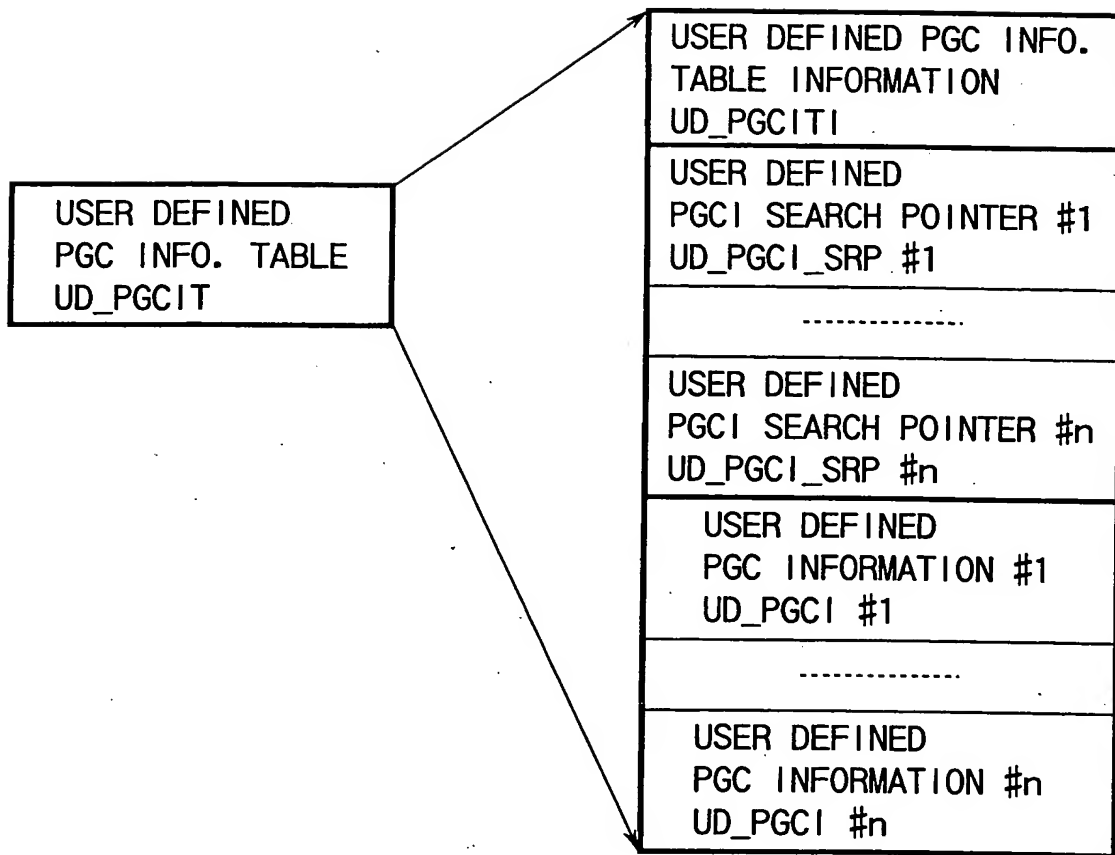 USER DEFINED
PGC INFO. TABLE
UD_PGCIT
USER DEFINED PGC INFO.
TABLE INFORMATION
UD_PGCITI
USER DEFINED
PGCI SEARCH POINTER #1
UD_PGCI_SRP #1
...............
USER DEFINED
PGCI SEARCH POINTER #n
UD_PGCI_SRP #n
USER DEFINED
PGC INFORMATION #1
UD_PGCI #1
...............
USER DEFINED
PGC INFORMATION #n
UD_PGCI #n